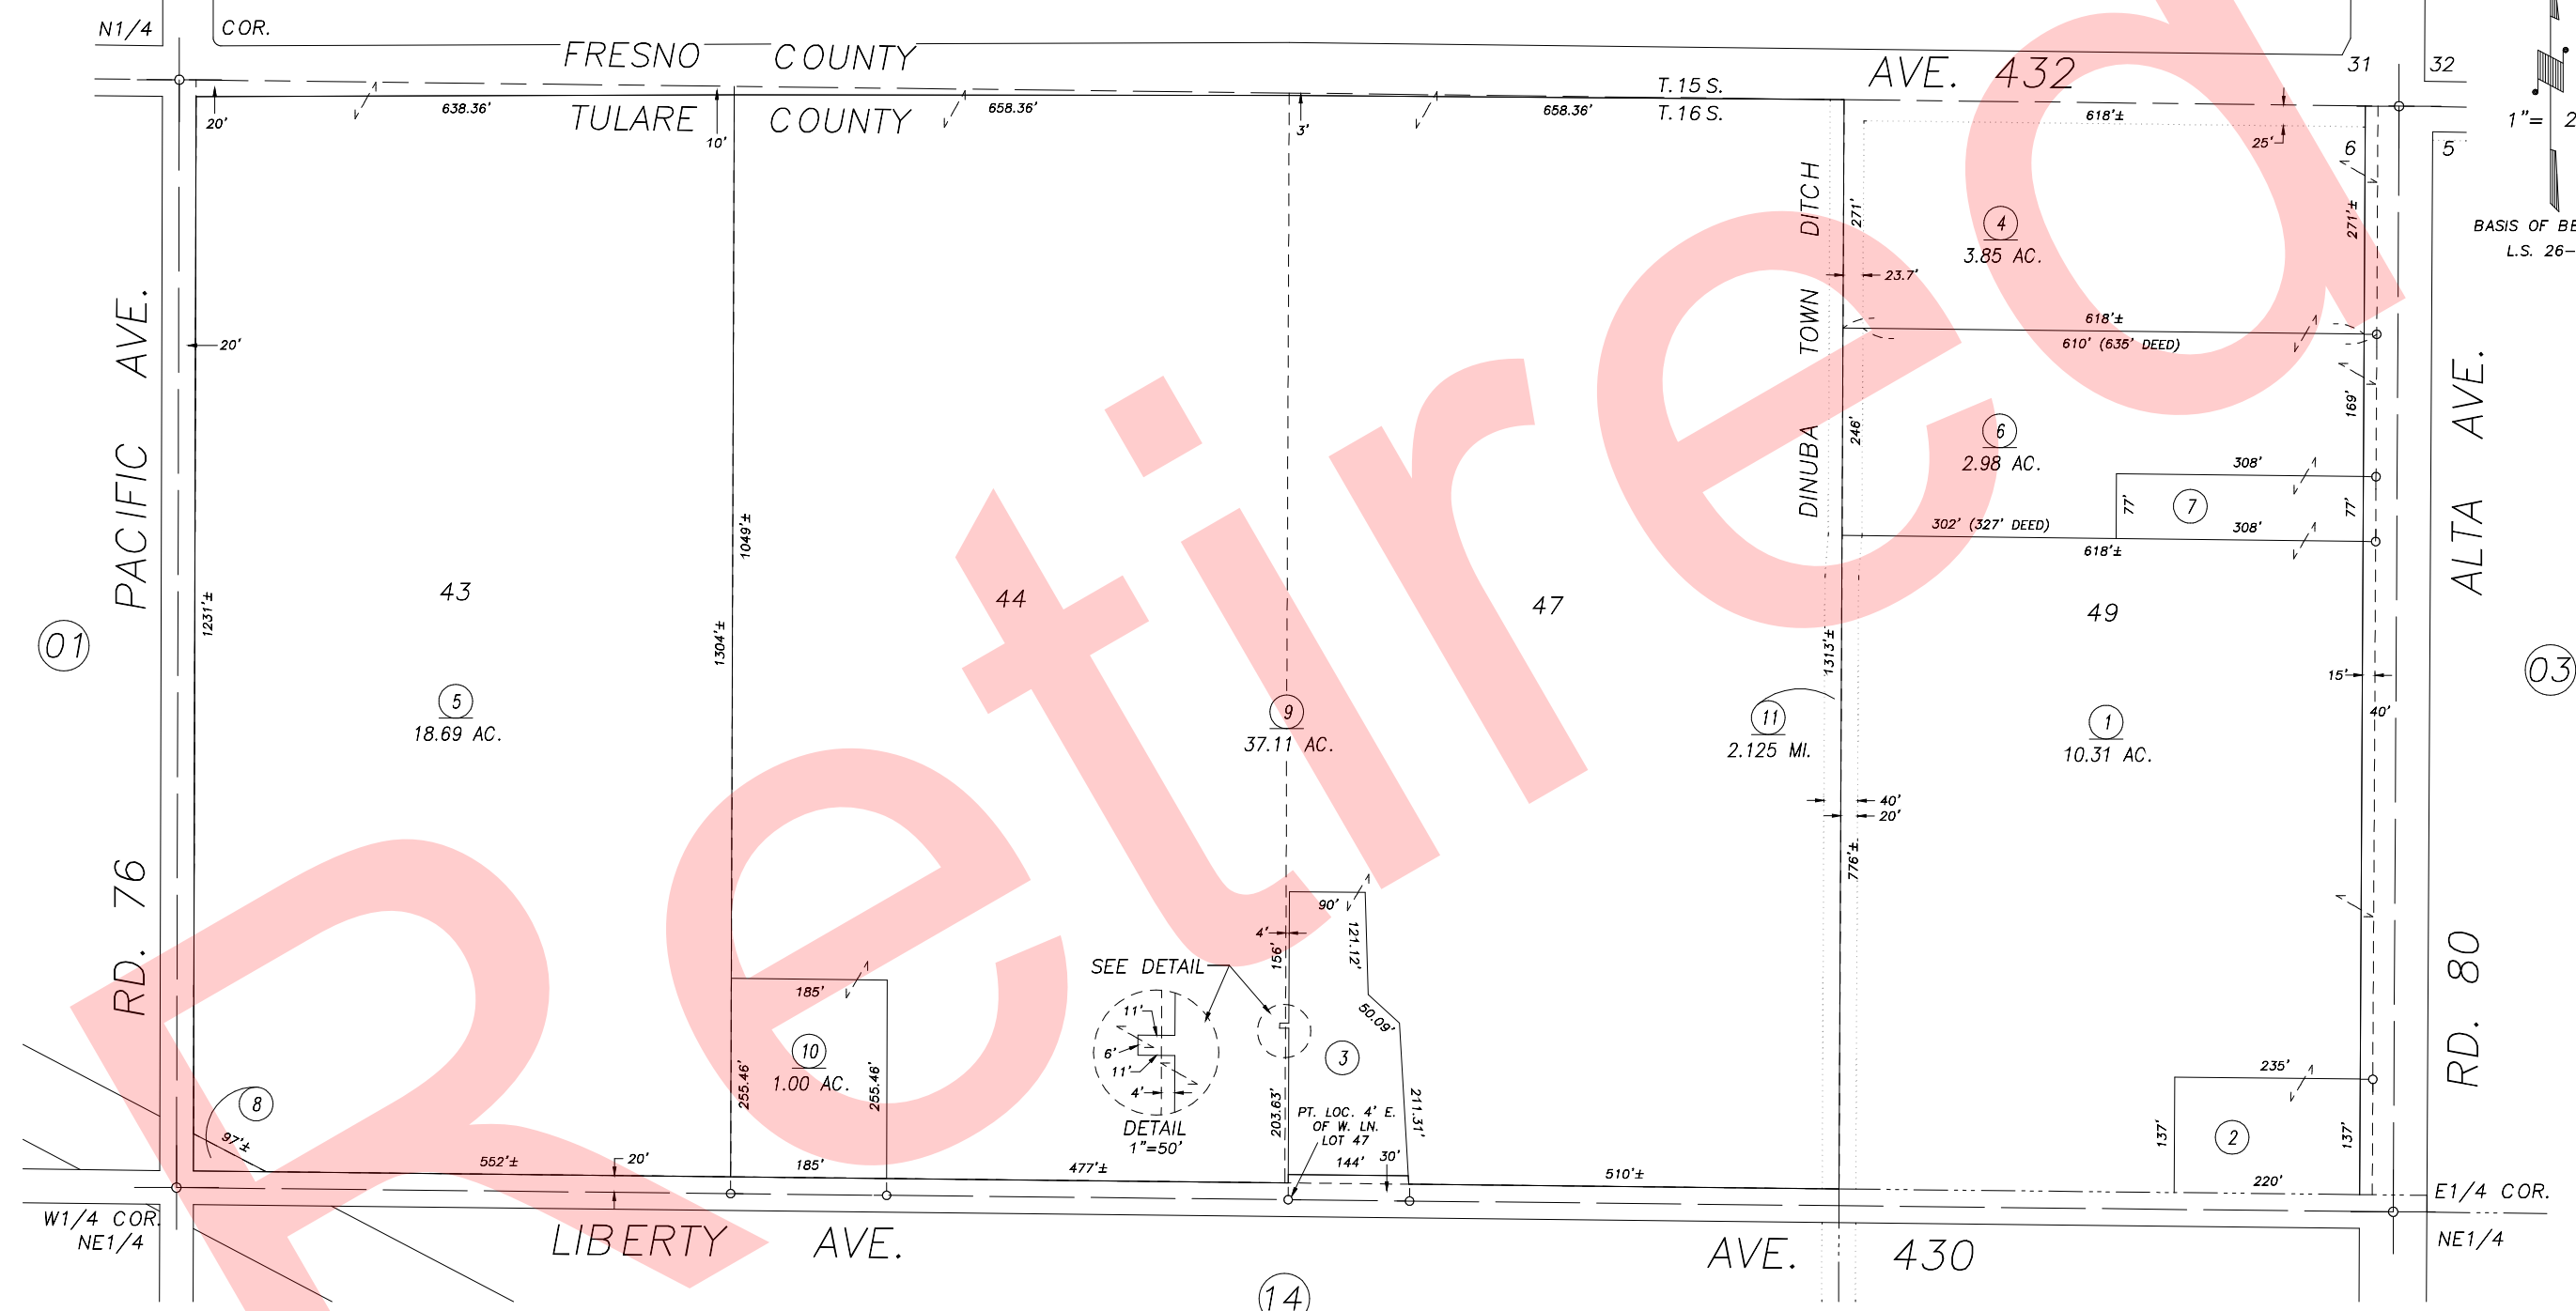 N1/4 COR.
FRESNO COUNTY
AVE. 432
31 32
T.15 S.
638.36' 658.36' 658.36' 618'±
TULARE COUNTY
T.16 S.
20' 10' 3' 25'
6 5
1"= 2
BASIS OF BE
L.S. 26-
271' 271'±
4
3.85 AC.
23.7'
DINUBA TOWN DITCH
PACIFIC AVE.
20'
618'±
610' (635' DEED)
ALTA AVE.
246' 169'
6
2.98 AC.
308'
77' 7 77'
302' (327' DEED) 308'
618'±
1049'±
43 44 47 49
1231'± 1304'± 1313'±
01 03
15'
40'
5
18.69 AC.
9
37.11 AC.
11
2.125 MI.
1
10.31 AC.
40'
20'
776'±
RD. 76
RD. 80
90'
4'
156' 121.12'
SEE DETAIL
185'
11'
6'
11'
4'
DETAIL
1"=50'
50.09'
3
10
1.00 AC.
255.46' 255.46'
203.63' 211.31'
PT. LOC. 4' E.
OF W. LN.
LOT 47
235'
137' 2 137'
8
97'±
552'± 20' 185' 477'± 144' 30' 510'± 220'
E1/4 COR.
NE1/4
W1/4 COR.
NE1/4
LIBERTY AVE.
AVE. 430
14
Retired